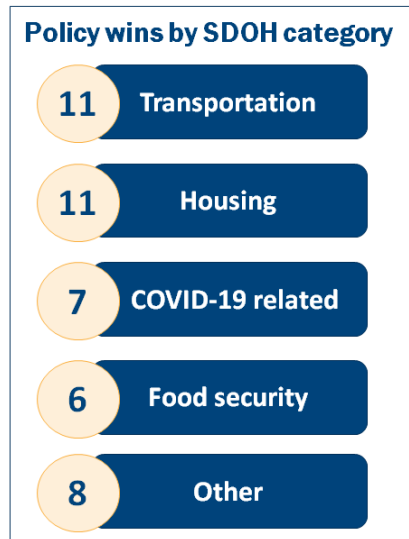 Policy wins by SDOH category
11 Transportation
11 Housing
7 COVID-19 related
6 Food security
8 Other